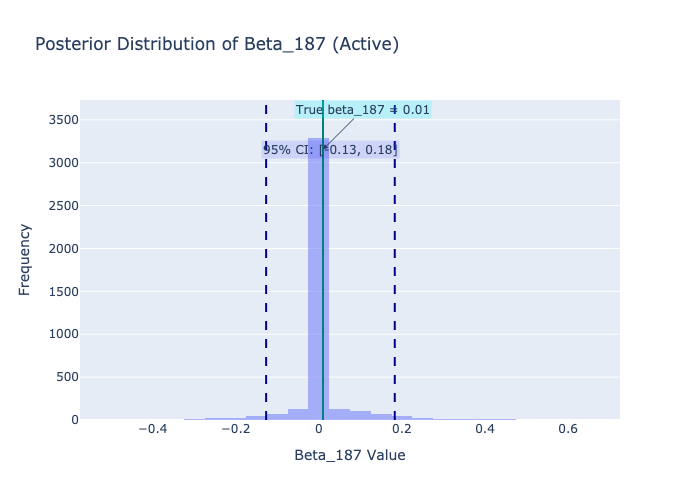 Posterior Distribution of Beta_187 (Active)
True beta_187 = 0.01
95% CI: [-0.13, 0.18]
Frequency
3500
3000
2500
2000
1500
1000
500
0
−0.4
−0.2
0
0.2
0.4
0.6
Beta_187 Value